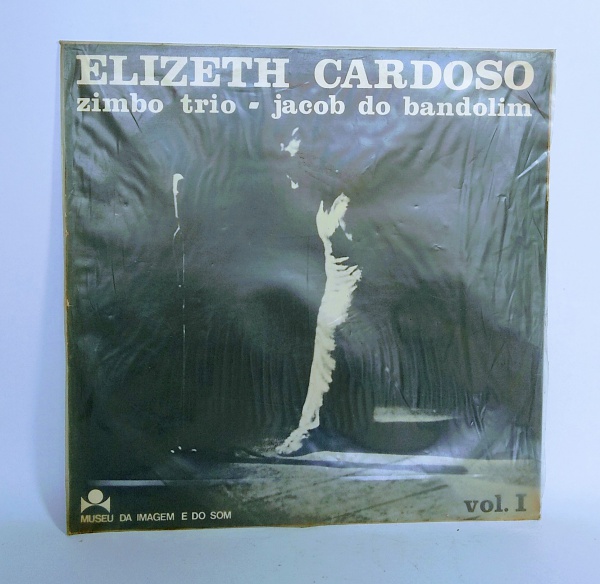 ELIZETH CARDOSO
zimbo trio - jacob do bandolim
vol. I
MUSEU DA IMAGEM E DO SOM